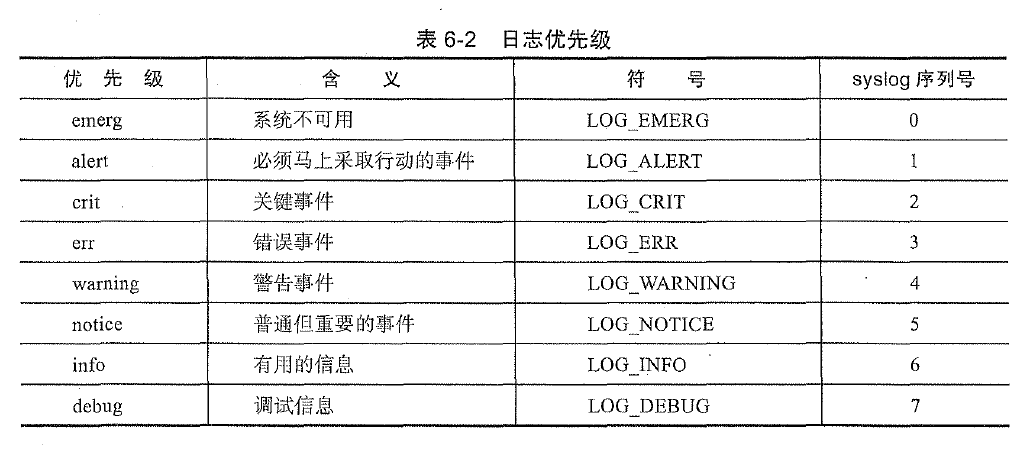 表 6-2 日志优先级
优 先 级 含 义 符 号 syslog 序列号
emerg 系统不可用 LOG_EMERG 0
alert 必须马上采取行动的事件 LOG_ALERT 1
crit 关键事件 LOG_CRIT 2
err 错误事件 LOG_ERR 3
warning 警告事件 LOG_WARNING 4
notice 普通但重要的事件 LOG_NOTICE 5
info 有用的信息 LOG_INFO 6
debug 调试信息 LOG_DEBUG 7